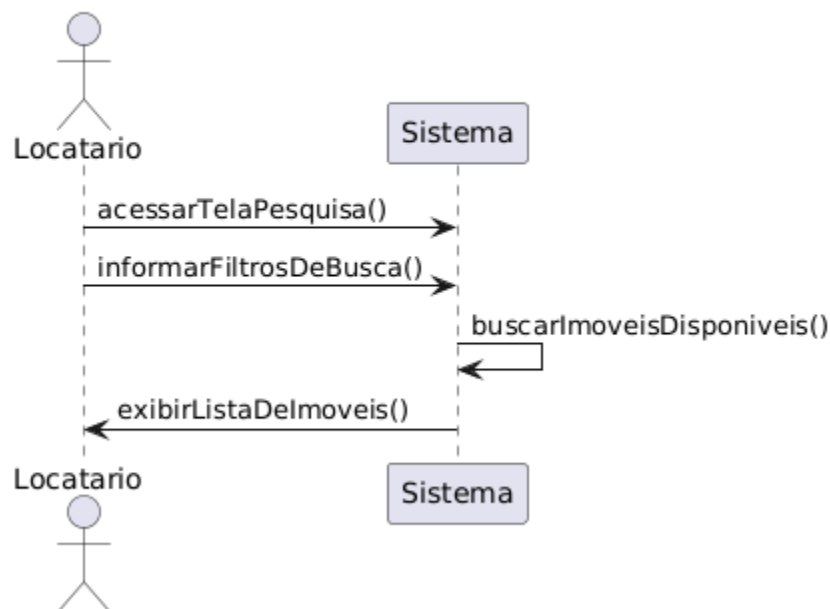 Locatario
Sistema
acessarTelaPesquisa()
informarFiltrosDeBusca()
buscarImoveisDisponiveis()
exibirListaDeImoveis()
Locatario
Sistema